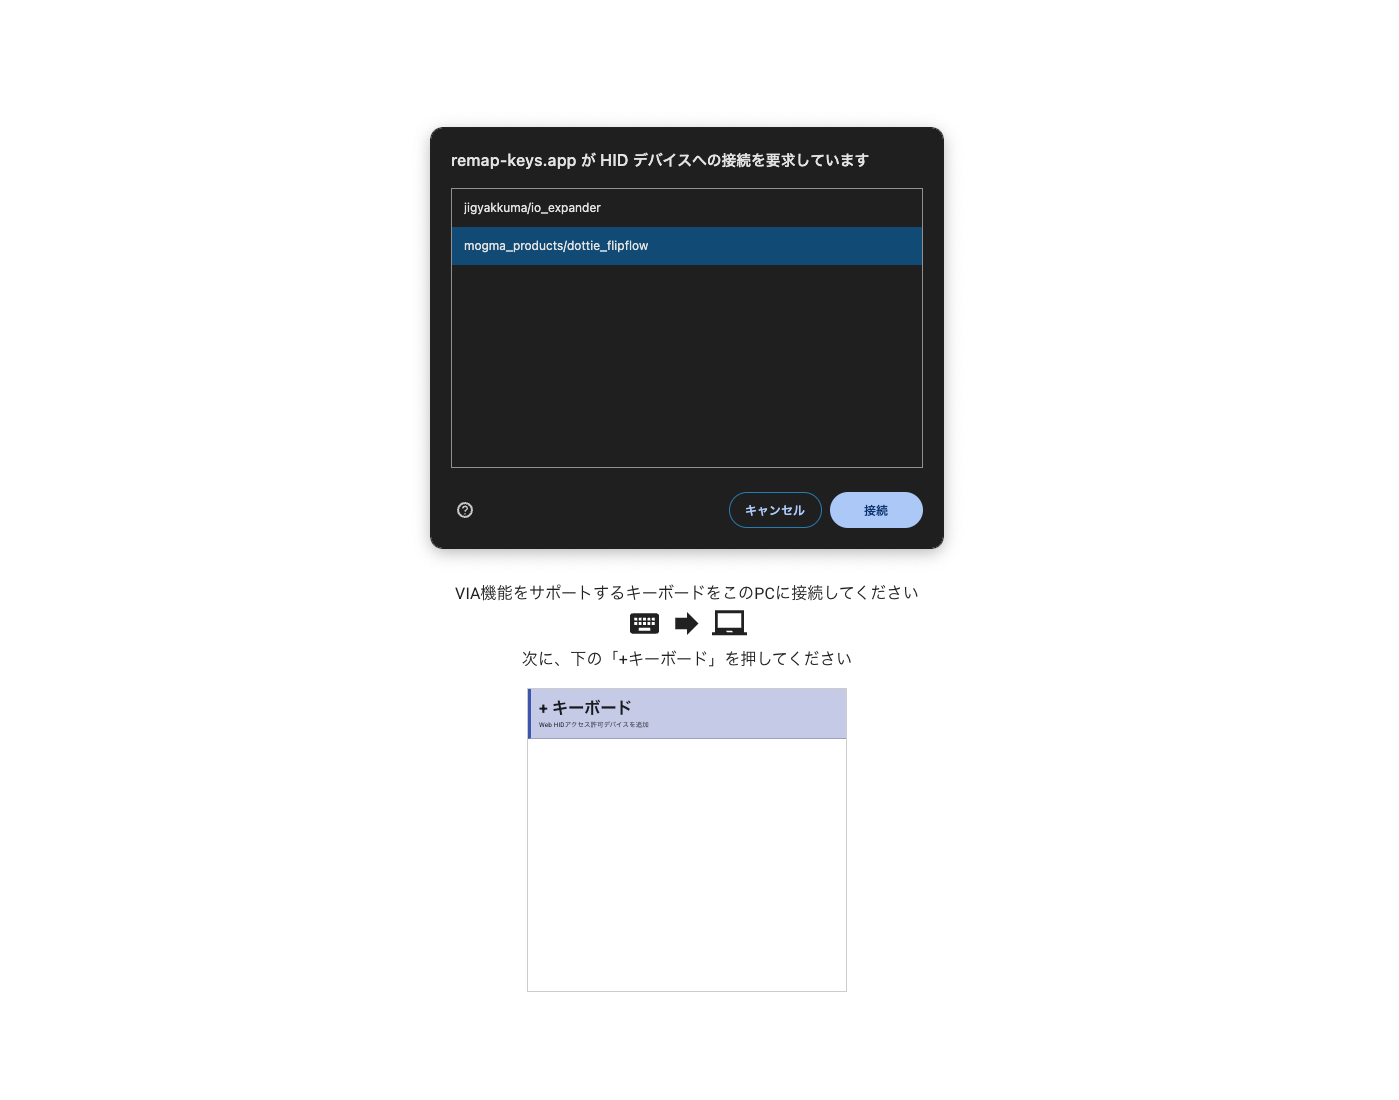 remap-keys.app が HID デバイスへの接続を要求しています
jigyakkuma/io_expander
mogma_products/dottie_flipflow
キャンセル
接続
VIA機能をサポートするキーボードをこのPCに接続してください
次に、下の「+キーボード」を押してください
+ キーボード
Web HIDアクセス許可デバイスを追加